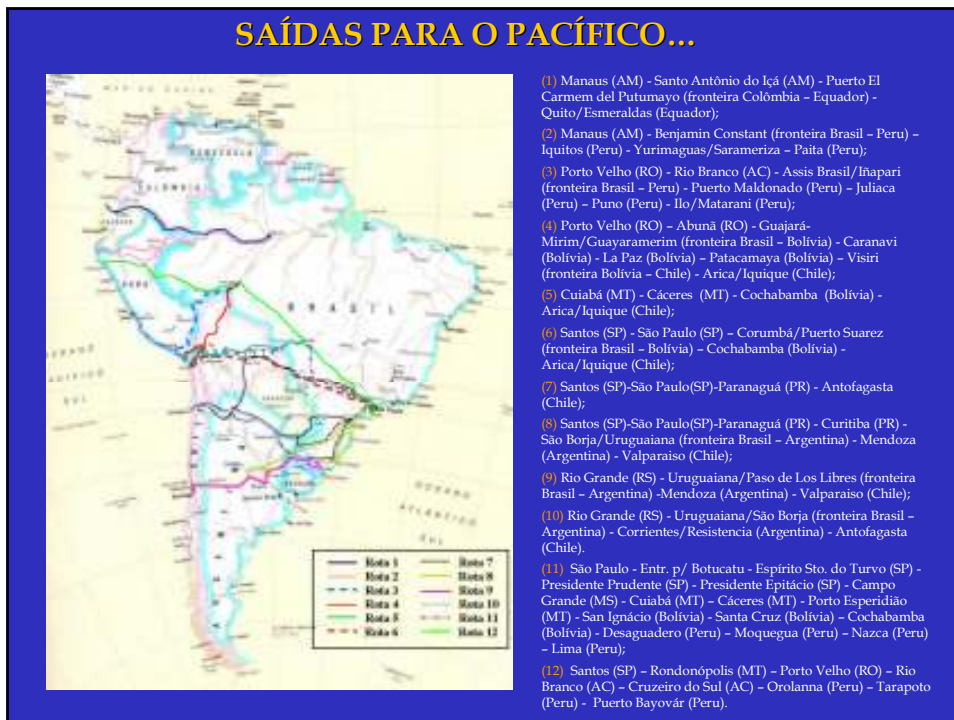 SAÍDAS PARA O PACÍFICO...
(1) Manaus (AM) - Santo Antônio do Içá (AM) - Puerto El
Carmem del Putumayo (fronteira Colômbia – Equador) -
Quito/Esmeraldas (Equador);
(2) Manaus (AM) - Benjamin Constant (fronteira Brasil – Peru) –
Iquitos (Peru) - Yurimaguas/Sarameriza – Paita (Peru);
(3) Porto Velho (RO) - Rio Branco (AC) - Assis Brasil/Iñapari
(fronteira Brasil – Peru) - Puerto Maldonado (Peru) – Juliaca
(Peru) – Puno (Peru) - Ilo/Matarani (Peru);
(4) Porto Velho (RO) – Abunã (RO) - Guajará-
Mirim/Guayaramerim (fronteira Brasil – Bolívia) - Caranavi
(Bolívia) - La Paz (Bolívia) – Patacamaya (Bolívia) – Visiri
(fronteira Bolívia – Chile) - Arica/Iquique (Chile);
(5) Cuiabá (MT) - Cáceres (MT) - Cochabamba (Bolívia) -
Arica/Iquique (Chile);
(6) Santos (SP) - São Paulo (SP) – Corumbá/Puerto Suarez
(fronteira Brasil – Bolívia) – Cochabamba (Bolívia) -
Arica/Iquique (Chile);
(7) Santos (SP)-São Paulo(SP)-Paranaguá (PR) - Antofagasta
(Chile);
(8) Santos (SP)-São Paulo(SP)-Paranaguá (PR) - Curitiba (PR) -
São Borja/Uruguaiana (fronteira Brasil – Argentina) - Mendoza
(Argentina) - Valparaiso (Chile);
(9) Rio Grande (RS) - Uruguaiana/Paso de Los Libres (fronteira
Brasil – Argentina) -Mendoza (Argentina) - Valparaiso (Chile);
(10) Rio Grande (RS) - Uruguaiana/São Borja (fronteira Brasil –
Argentina) - Corrientes/Resistencia (Argentina) - Antofagasta
(Chile).
(11) São Paulo - Entr. p/ Botucatu - Espírito Sto. do Turvo (SP) -
Presidente Prudente (SP) - Presidente Epitácio (SP) - Campo
Grande (MS) - Cuiabá (MT) – Cáceres (MT) - Porto Esperidião
(MT) - San Ignácio (Bolívia) - Santa Cruz (Bolívia) – Cochabamba
(Bolívia) - Desaguadero (Peru) – Moquegua (Peru) – Nazca (Peru)
– Lima (Peru);
(12) Santos (SP) – Rondonópolis (MT) – Porto Velho (RO) – Rio
Branco (AC) – Cruzeiro do Sul (AC) – Orolanna (Peru) – Tarapoto
(Peru) - Puerto Bayovár (Peru).
VENEZUELA
COLOMBIA
PERU
BRASIL
OCEANO
PACIFICO
SUL
OCEANO
ATLÂNTICO
SUL
Rota 1
Rota 2
Rota 3
Rota 4
Rota 5
Rota 6
Rota 7
Rota 8
Rota 9
Rota 10
Rota 11
Rota 12